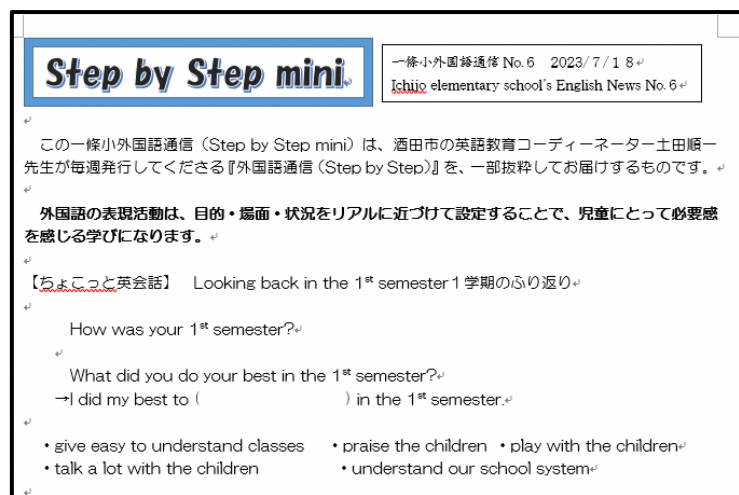 Step by Step mini
一條小外国語通信 No.6　2023/7/18
Ichijo elementary school's English News No.6
この一條小外国語通信（Step by Step mini）は、酒田市の英語教育コーディーネーター土田順一
先生が毎週発行してくださる『外国語通信（Step by Step）』を、一部抜粋してお届けするものです。
外国語の表現活動は、目的・場面・状況をリアルに近づけて設定することで、児童にとって必要感
を感じる学びになります。
【ちょこっと英会話】　Looking back in the 1st semester１学期のふり返り
How was your 1st semester?
What did you do your best in the 1st semester?
→I did my best to (　　　　　　　　) in the 1st semester.
・give easy to understand classes　・praise the children　・play with the children
・talk a lot with the children　・understand our school system